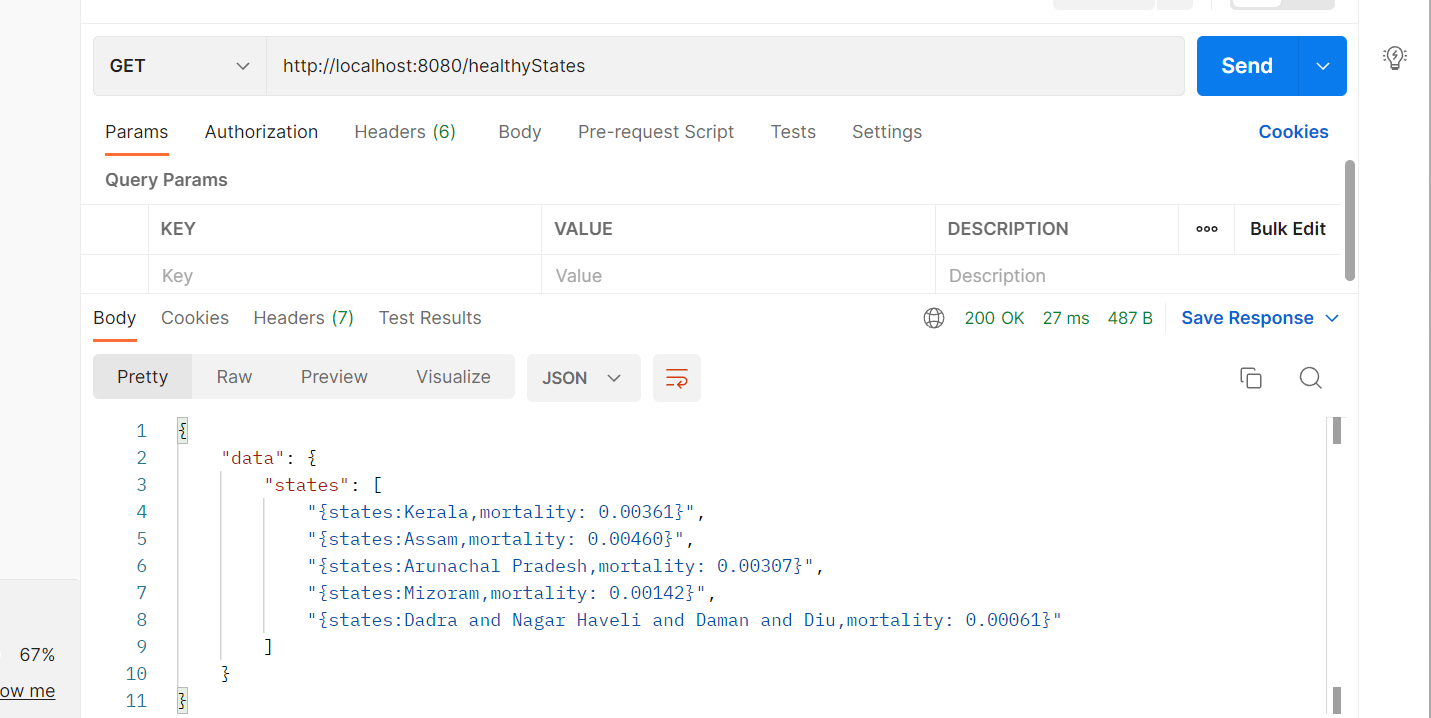 GET http://localhost:8080/healthyStates Send
Params Authorization Headers (6) Body Pre-request Script Tests Settings Cookies
Query Params
KEY VALUE DESCRIPTION ooo Bulk Edit
Key Value Description
Body Cookies Headers (7) Test Results 200 OK 27 ms 487 B Save Response
Pretty Raw Preview Visualize JSON
1 {
2 "data": {
3 "states": [
4 "{states:Kerala,mortality: 0.00361}",
5 "{states:Assam,mortality: 0.00460}",
6 "{states:Arunachal Pradesh,mortality: 0.00307}",
7 "{states:Mizoram,mortality: 0.00142}",
8 "{states:Dadra and Nagar Haveli and Daman and Diu,mortality: 0.00061}"
9 ]
67%
10 }
ow me
11 }